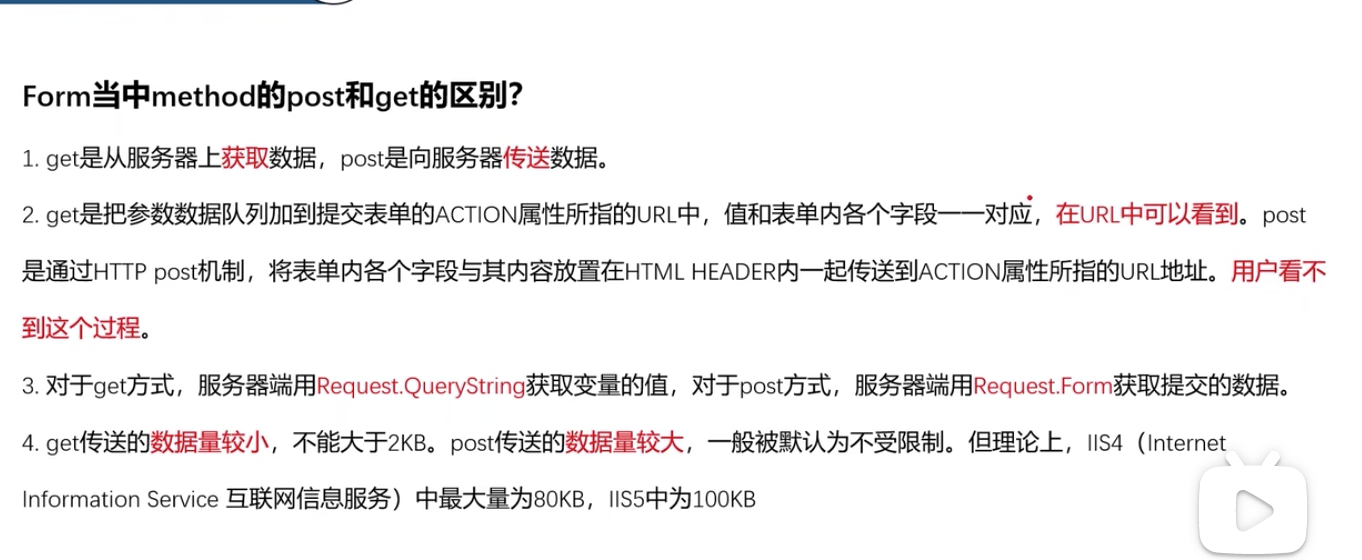 Form当中method的post和get的区别？
1. get是从服务器上获取数据，post是向服务器传送数据。
2. get是把参数数据队列加到提交表单的ACTION属性所指的URL中，值和表单内各个字段一一对应，在URL中可以看到。post
是通过HTTP post机制，将表单内各个字段与其内容放置在HTML HEADER内一起传送到ACTION属性所指的URL地址。用户看不
到这个过程。
3. 对于get方式，服务器端用Request.QueryString获取变量的值，对于post方式，服务器端用Request.Form获取提交的数据。
4. get传送的数据量较小，不能大于2KB。post传送的数据量较大，一般被默认为不受限制。但理论上，IIS4（Internet
Information Service 互联网信息服务）中最大量为80KB，IIS5中为100KB